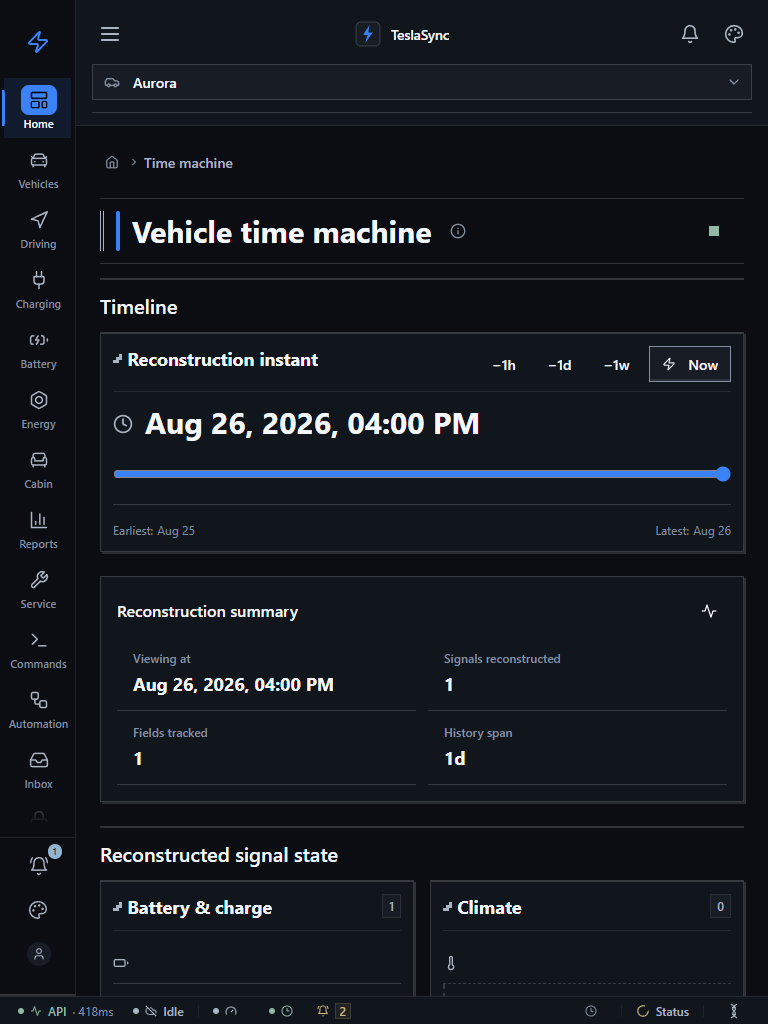 TeslaSync
Aurora
Home
Vehicles
Driving
Charging
Battery
Energy
Cabin
Reports
Service
Commands
Automation
Inbox
1
Time machine
Vehicle time machine
Timeline
Reconstruction instant
−1h −1d −1w Now
Aug 26, 2026, 04:00 PM
Earliest: Aug 25 Latest: Aug 26
Reconstruction summary
Viewing at
Aug 26, 2026, 04:00 PM
Signals reconstructed
1
Fields tracked
1
History span
1d
Reconstructed signal state
Battery & charge 1
Climate 0
API · 418ms Idle 2 Status